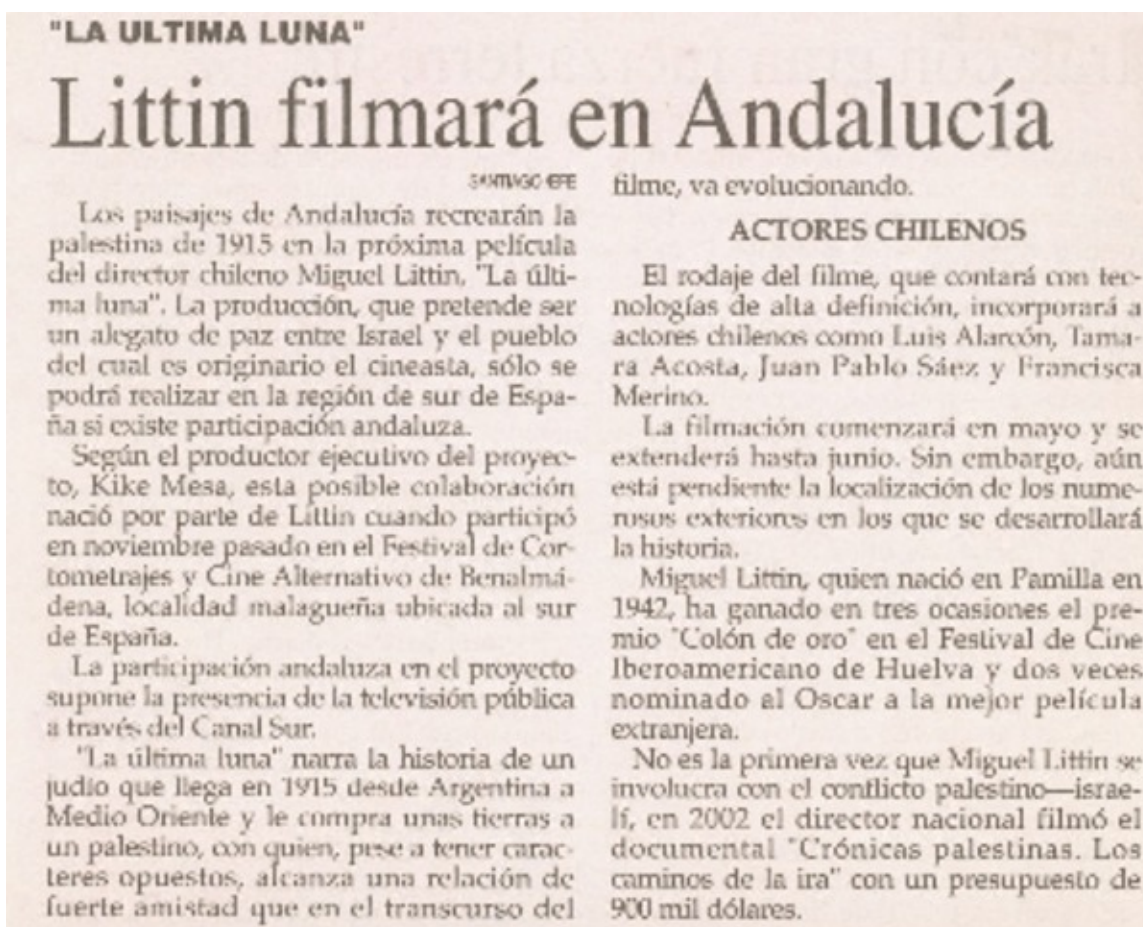 "LA ULTIMA LUNA"
Littin filmará en Andalucía
SANTIAGO EFE
Los paisajes de Andalucía recrearán la
palestina de 1915 en la próxima película
del director chileno Miguel Littin, "La últi-
ma luna". La producción, que pretende ser
un alegato de paz entre Israel y el pueblo
del cual es originario el cineasta, sólo se
podrá realizar en la región de sur de Espa-
ña si existe participación andaluza.
Según el productor ejecutivo del proyec-
to, Kike Mesa, esta posible colaboración
nació por parte de Littin cuando participó
en noviembre pasado en el Festival de Cor-
tometrajes y Cine Alternativo de Benalmá-
dena, localidad malagueña ubicada al sur
de España.
La participación andaluza en el proyecto
supone la presencia de la televisión pública
a través del Canal Sur.
"La última luna" narra la historia de un
judío que llega en 1915 desde Argentina a
Medio Oriente y le compra unas tierras a
un palestino, con quien, pese a tener carac-
teres opuestos, alcanza una relación de
fuerte amistad que en el transcurso del
filme, va evolucionando.
ACTORES CHILENOS
El rodaje del filme, que contará con tec-
nologías de alta definición, incorporará a
actores chilenos como Luis Alarcón, Tama-
ra Acosta, Juan Pablo Sáez y Francisca
Merino.
La filmación comenzará en mayo y se
extenderá hasta junio. Sin embargo, aún
está pendiente la localización de los nume-
rosos exteriores en los que se desarrollará
la historia.
Miguel Littin, quien nació en Pamilla en
1942, ha ganado en tres ocasiones el pre-
mio "Colón de oro" en el Festival de Cine
Iberoamericano de Huelva y dos veces
nominado al Oscar a la mejor película
extranjera.
No es la primera vez que Miguel Littin se
involucra con el conflicto palestino—israe-
lí, en 2002 el director nacional filmó el
documental "Crónicas palestinas. Los
caminos de la ira" con un presupuesto de
900 mil dólares.